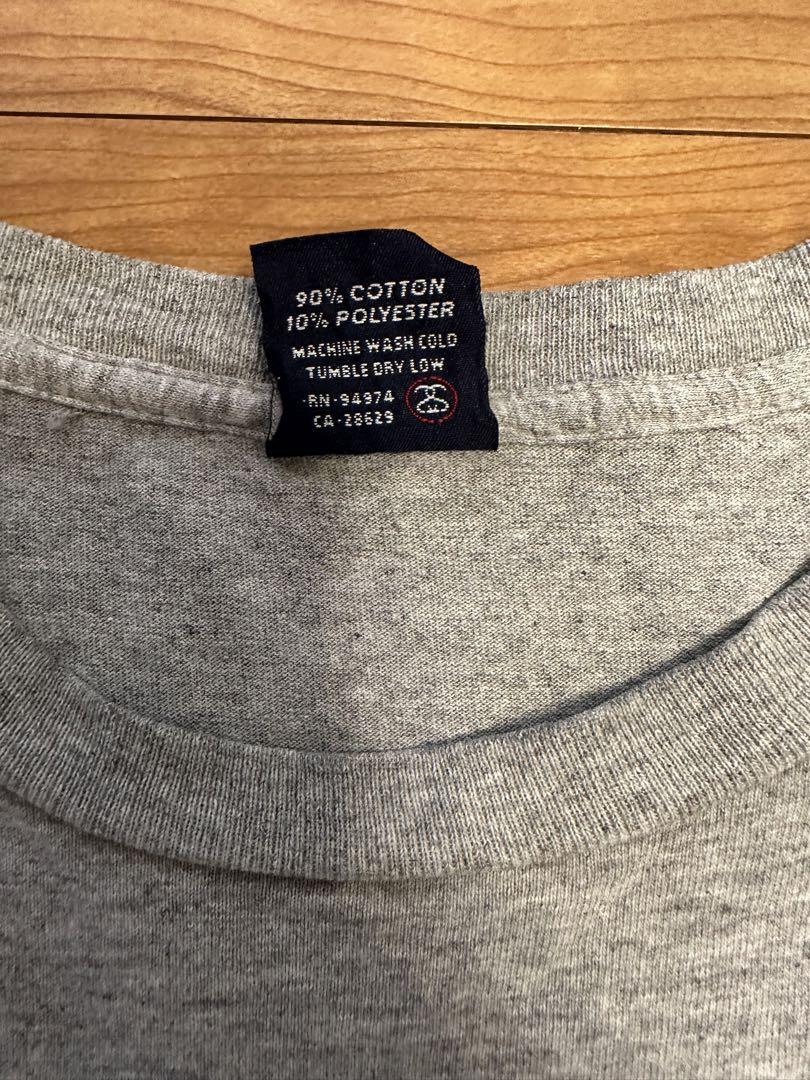 90% COTTON
10% POLYESTER
MACHINE WASH COLD
TUMBLE DRY LOW
·RN·94974
CA·28629